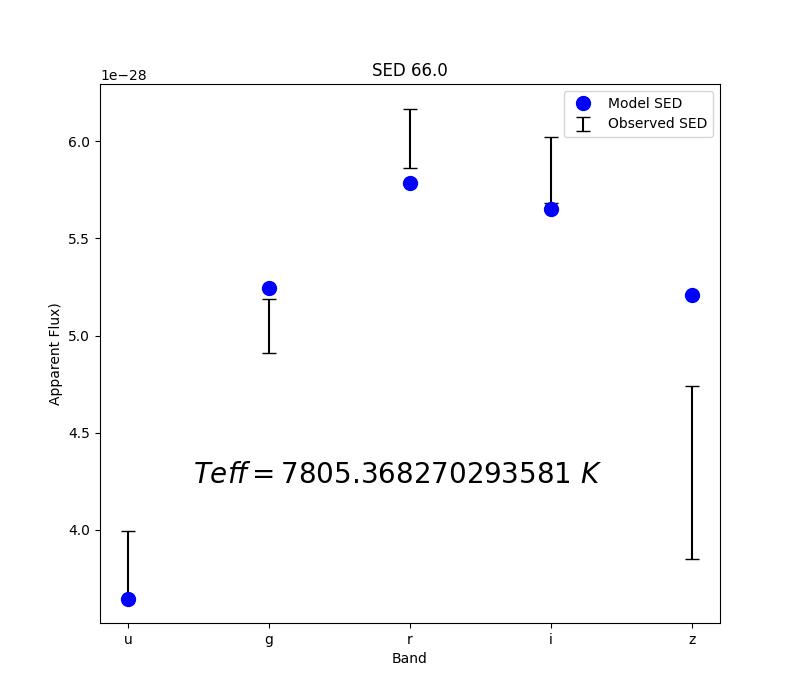 SED 66.0
1e−28
Model SED
Observed SED
6.0
5.5
5.0
4.5
4.0
Apparent Flux)
Teff = 7805.368270293581 K
u
g
r
i
z
Band